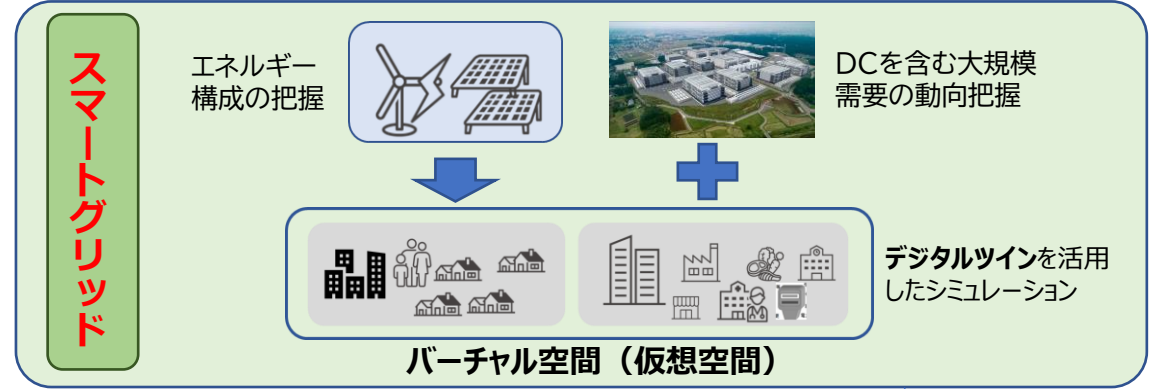 スマートグリッド
エネルギー
構成の把握
DCを含む大規模
需要の動向把握
デジタルツインを活用
したシミュレーション
バーチャル空間（仮想空間）